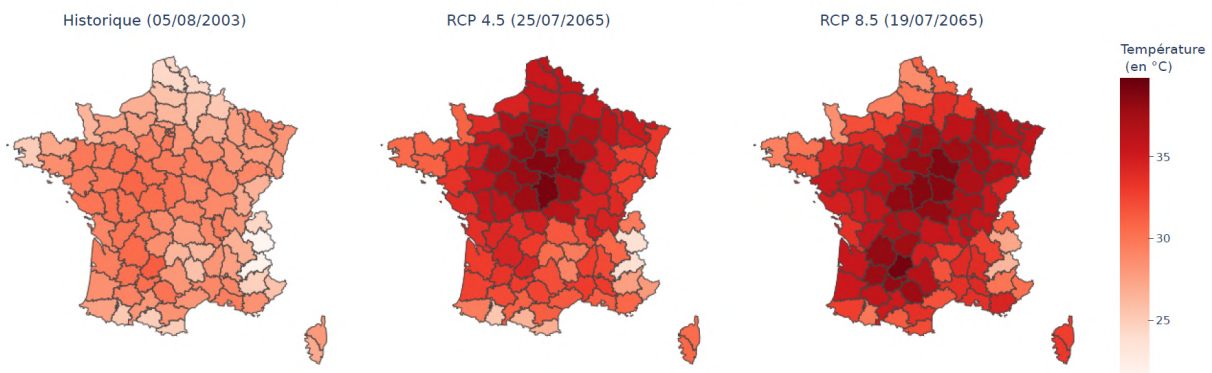 Historique (05/08/2003)
RCP 4.5 (25/07/2065)
RCP 8.5 (19/07/2065)
Température
(en °C)
35
30
25